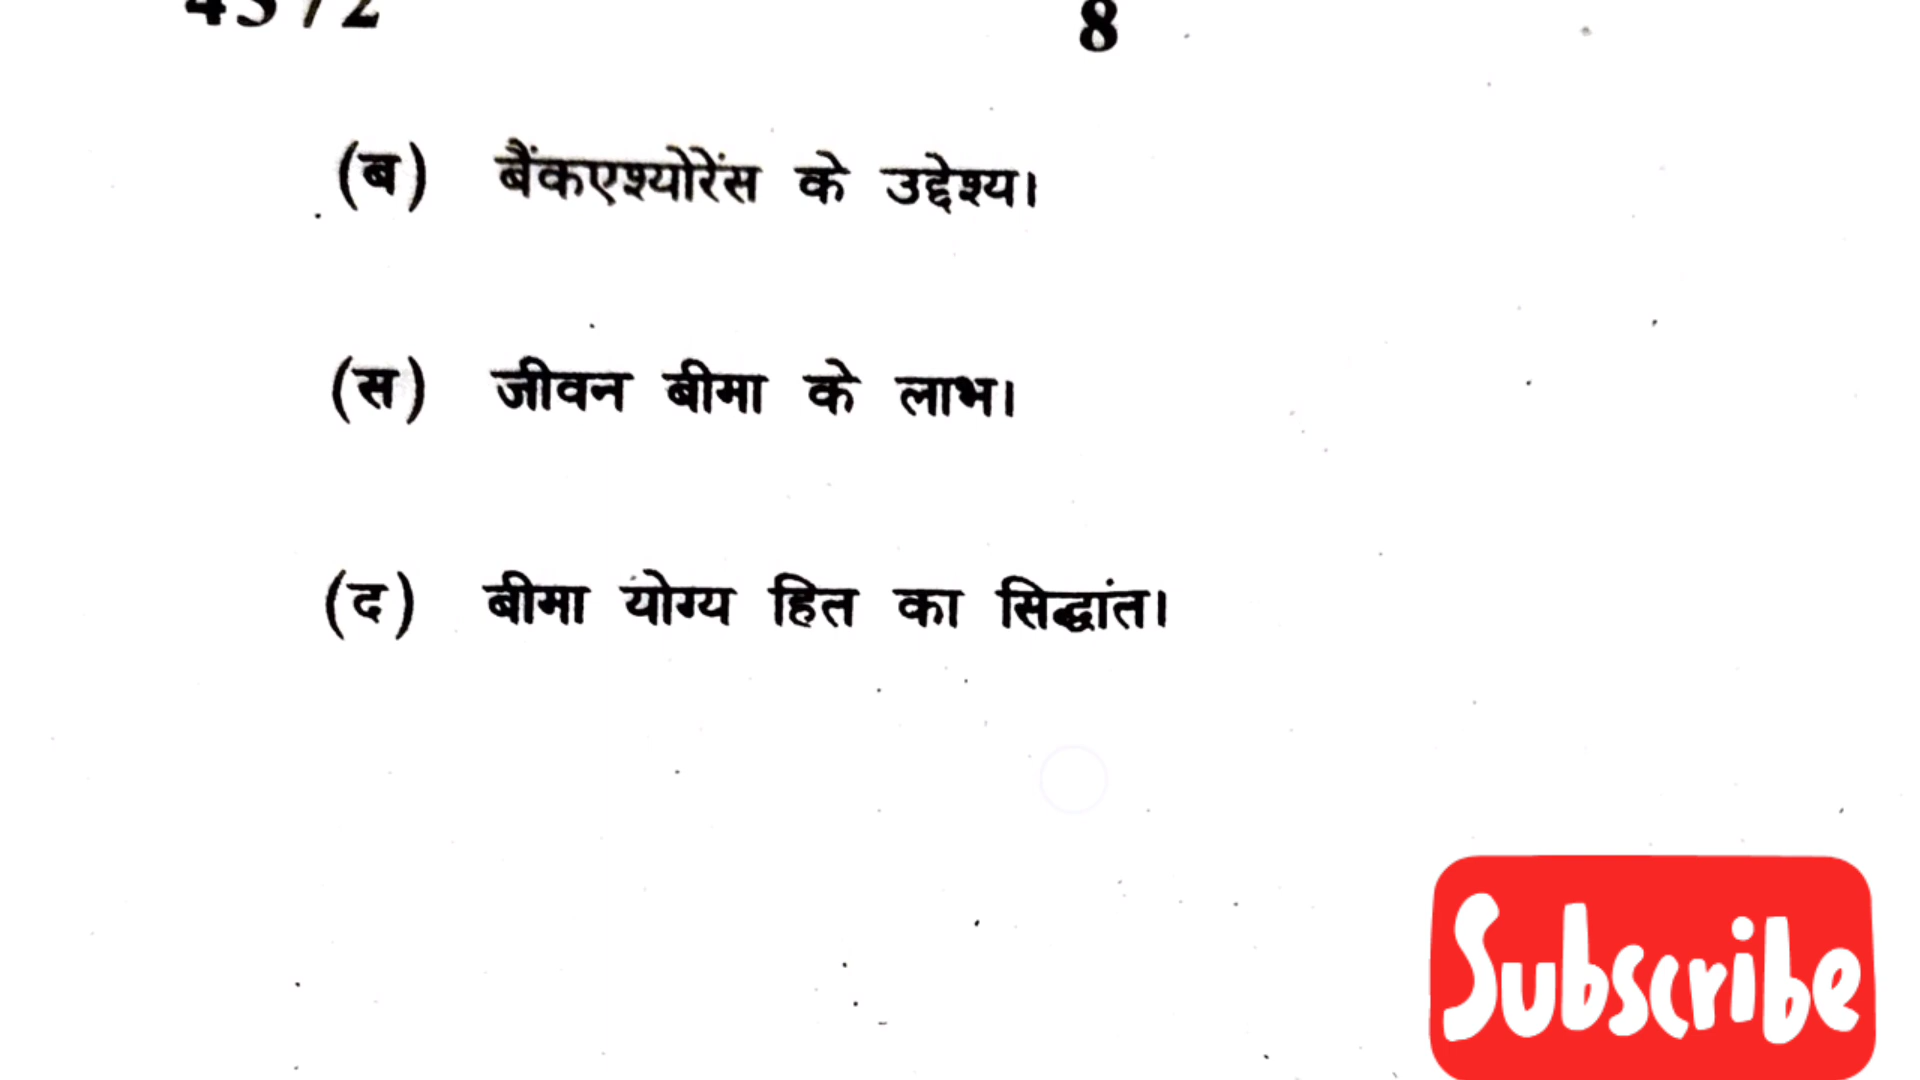 8
(ब) बैंकएश्योरेंस के उद्देश्य।
(स) जीवन बीमा के लाभ।
(द) बीमा योग्य हित का सिद्धांत।
Subscribe